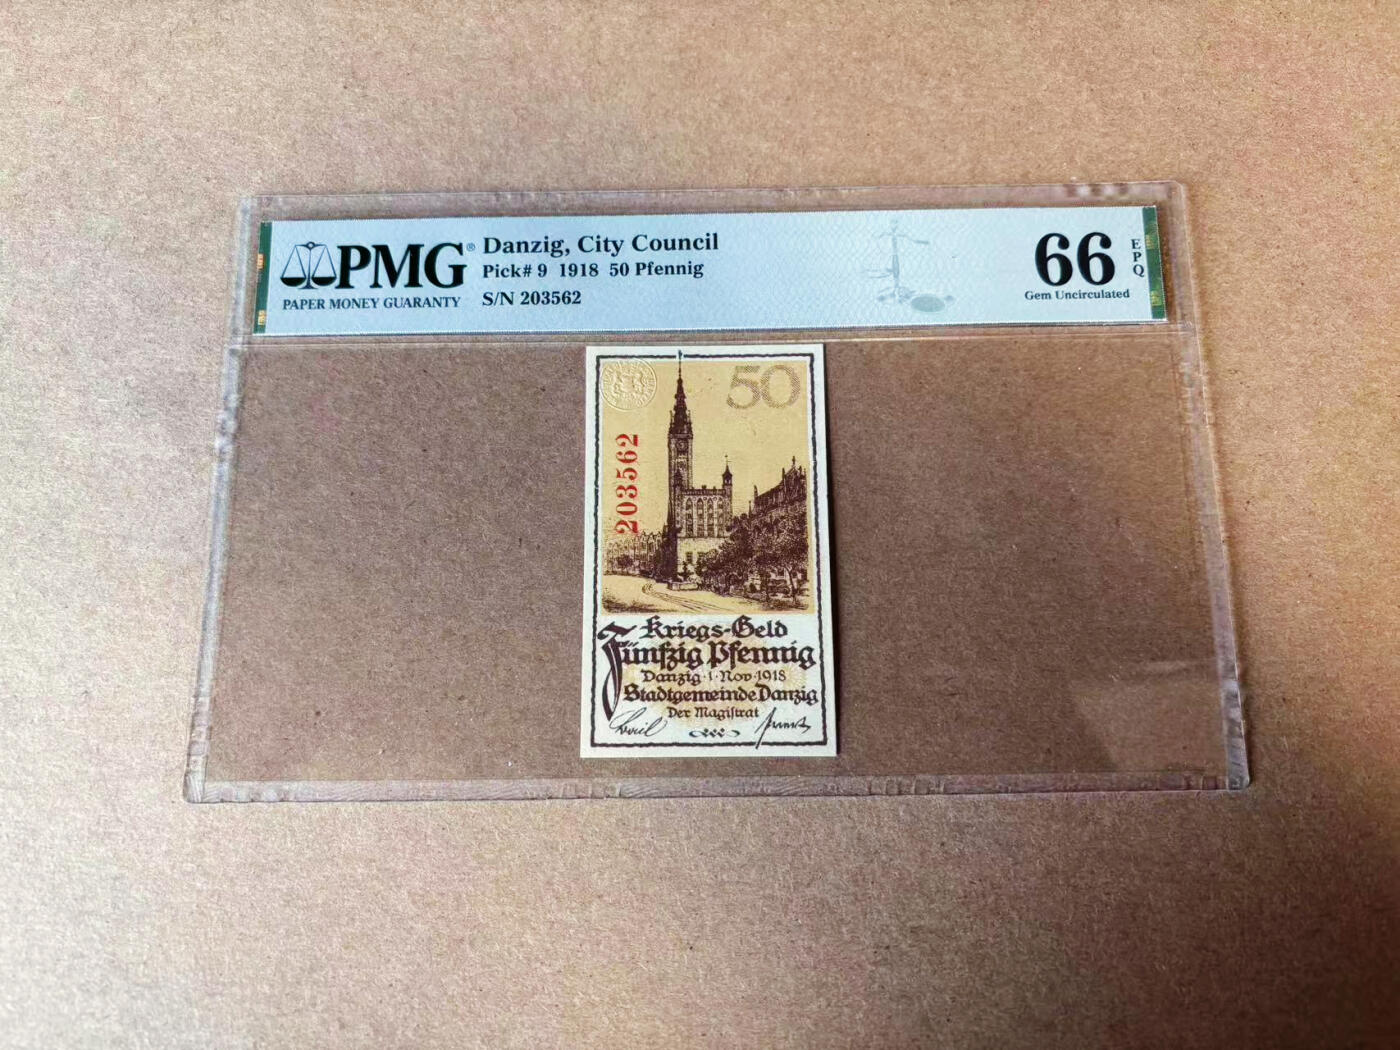 PMG®
PAPER MONEY GUARANTY
Danzig, City Council
Pick# 9 1918 50 Pfennig
S/N 203562
66
EPQ
Gem Uncirculated
50
203562
Kriegs-Geld
Fünfzig Pfennig
Danzig·1·Nov·1918
Stadtgemeinde Danzig
Der Magistrat